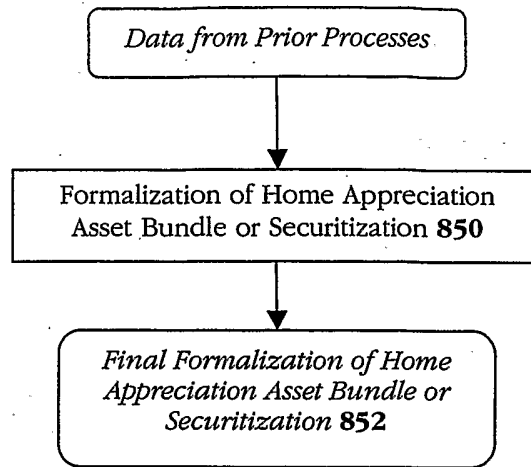 Data from Prior Processes
Formalization of Home Appreciation
Asset Bundle or Securitization 850
Final Formalization of Home
Appreciation Asset Bundle or
Securitization 852